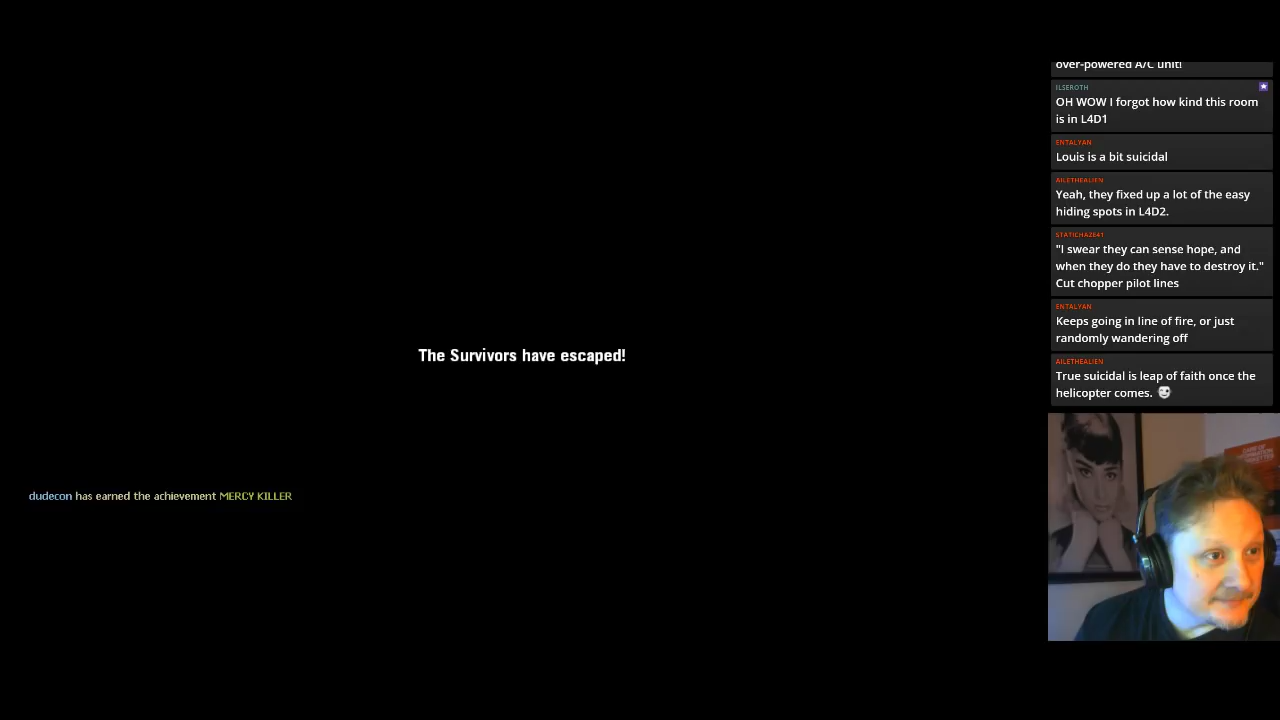 over-powered A/C unit!
ILSEROTH
OH WOW I forgot how kind this room
is in L4D1
ENTALYAN
Louis is a bit suicidal
AILETHEALIEN
Yeah, they fixed up a lot of the easy
hiding spots in L4D2.
STATICHAZE41
"I swear they can sense hope, and
when they do they have to destroy it."
Cut chopper pilot lines
ENTALYAN
Keeps going in line of fire, or just
randomly wandering off
AILETHEALIEN
True suicidal is leap of faith once the
helicopter comes.
The Survivors have escaped!
dudecon has earned the achievement MERCY KILLER